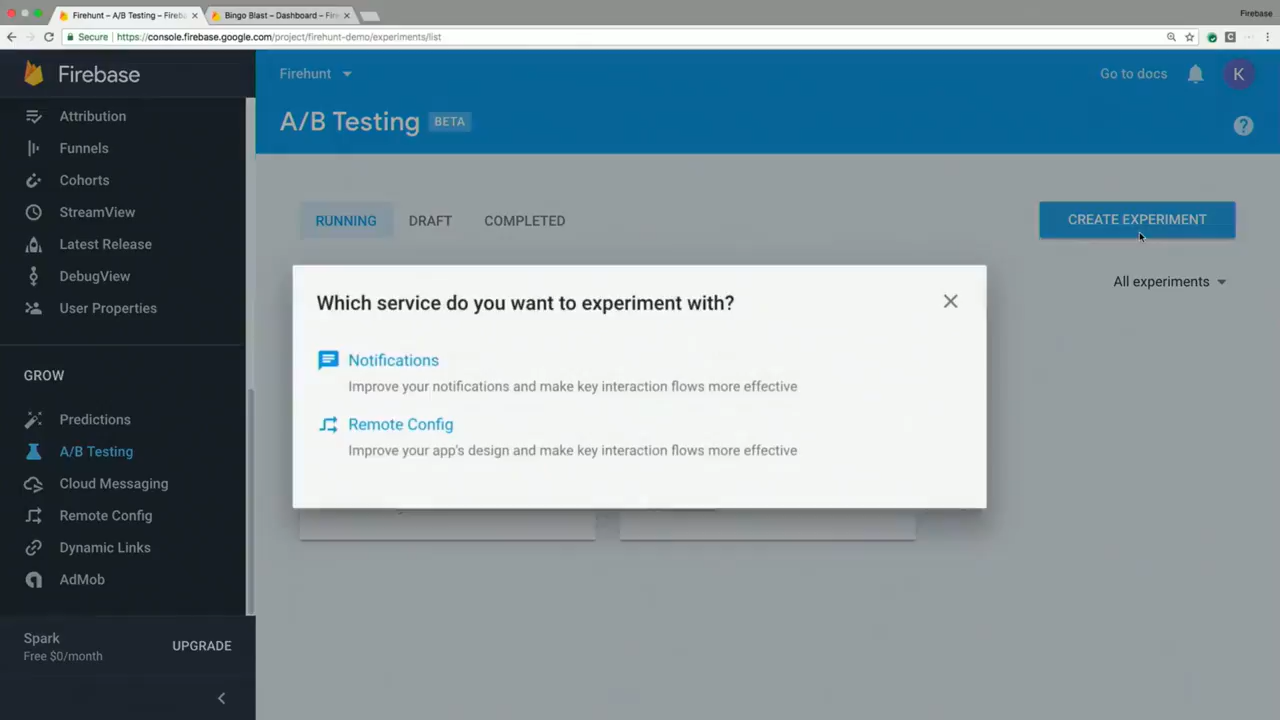 Firehunt – A/B Testing – Fireba
Bingo Blast – Dashboard – Fire
Firebase
Secure
https://console.firebase.google.com/project/firehunt-demo/experiments/list
Firebase
Attribution
Funnels
Cohorts
StreamView
Latest Release
DebugView
User Properties
GROW
Predictions
A/B Testing
Cloud Messaging
Remote Config
Dynamic Links
AdMob
Spark
Free $0/month
UPGRADE
Firehunt
Go to docs
K
A/B Testing
BETA
RUNNING
DRAFT
COMPLETED
CREATE EXPERIMENT
All experiments
Which service do you want to experiment with?
Notifications
Improve your notifications and make key interaction flows more effective
Remote Config
Improve your app's design and make key interaction flows more effective